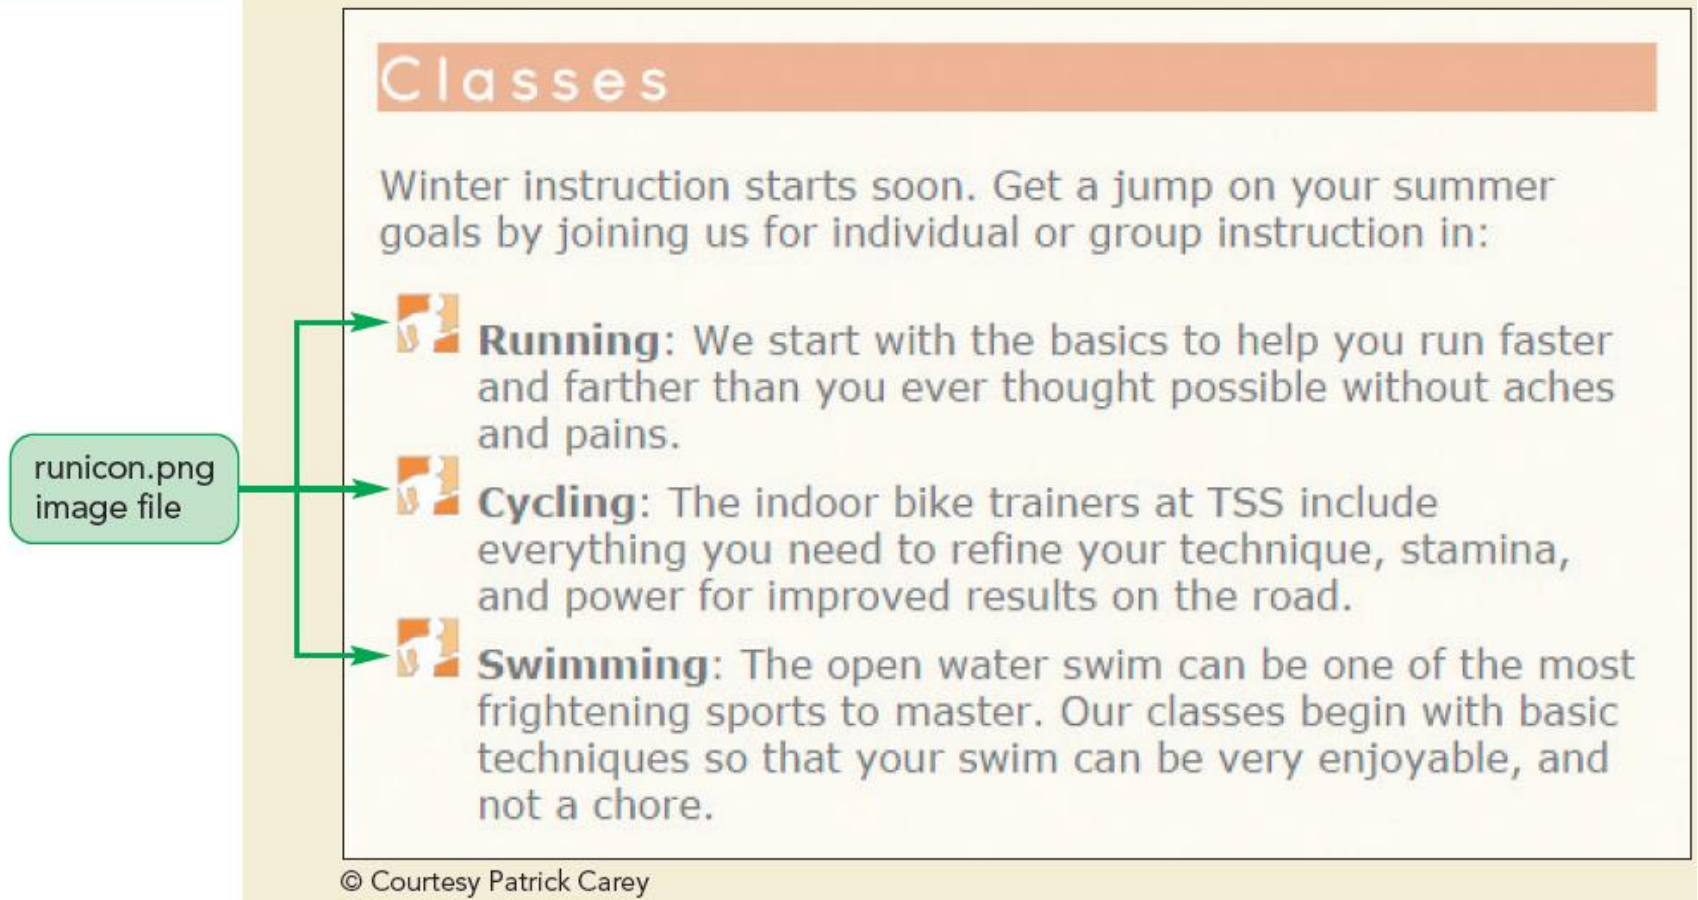 Classes
Winter instruction starts soon. Get a jump on your summer
goals by joining us for individual or group instruction in:
Running: We start with the basics to help you run faster
and farther than you ever thought possible without aches
and pains.
runicon.png
image file
Cycling: The indoor bike trainers at TSS include
everything you need to refine your technique, stamina,
and power for improved results on the road.
Swimming: The open water swim can be one of the most
frightening sports to master. Our classes begin with basic
techniques so that your swim can be very enjoyable, and
not a chore.
© Courtesy Patrick Carey